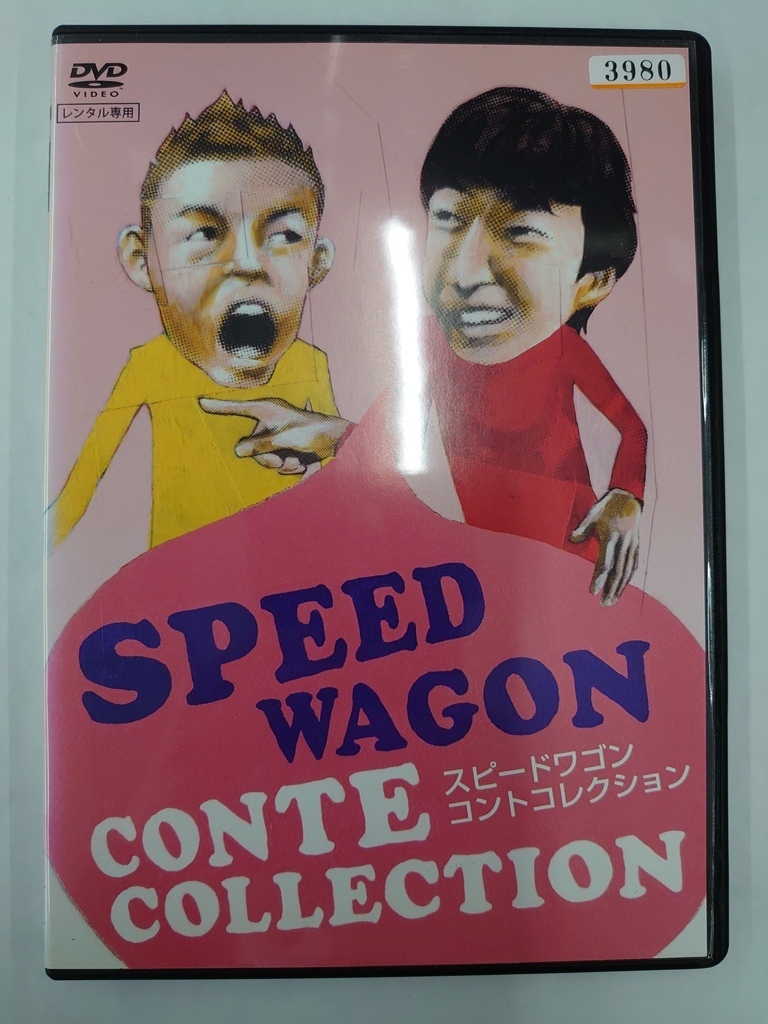 DVD
VIDEO
レンタル専用
3980
SPEED
WAGON
スピードワゴン
コントコレクション
CONTE
COLLECTION